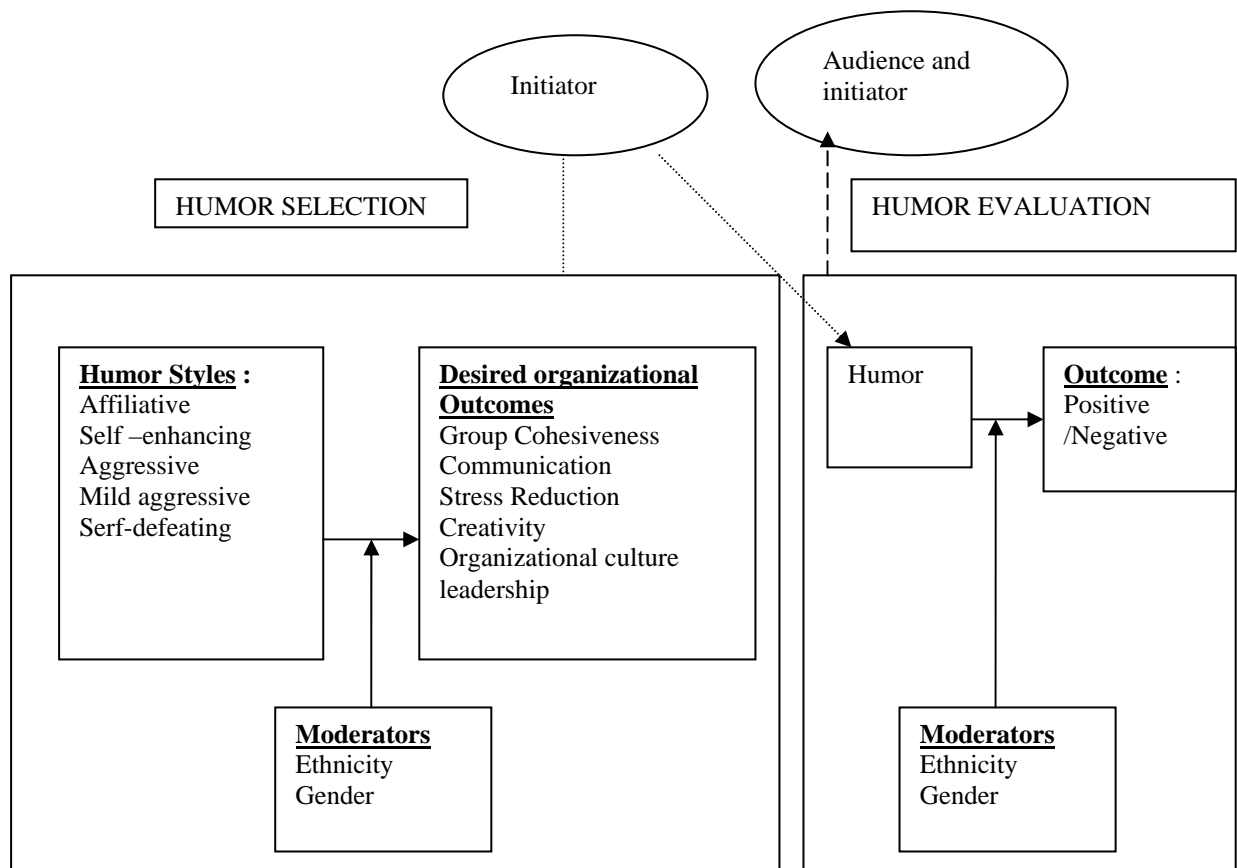 Initiator
Audience and
initiator
HUMOR SELECTION
HUMOR EVALUATION
Humor Styles :
Affiliative
Self –enhancing
Aggressive
Mild aggressive
Serf-defeating
Desired organizational
Outcomes
Group Cohesiveness
Communication
Stress Reduction
Creativity
Organizational culture
leadership
Moderators
Ethnicity
Gender
Humor
Outcome :
Positive
/Negative
Moderators
Ethnicity
Gender